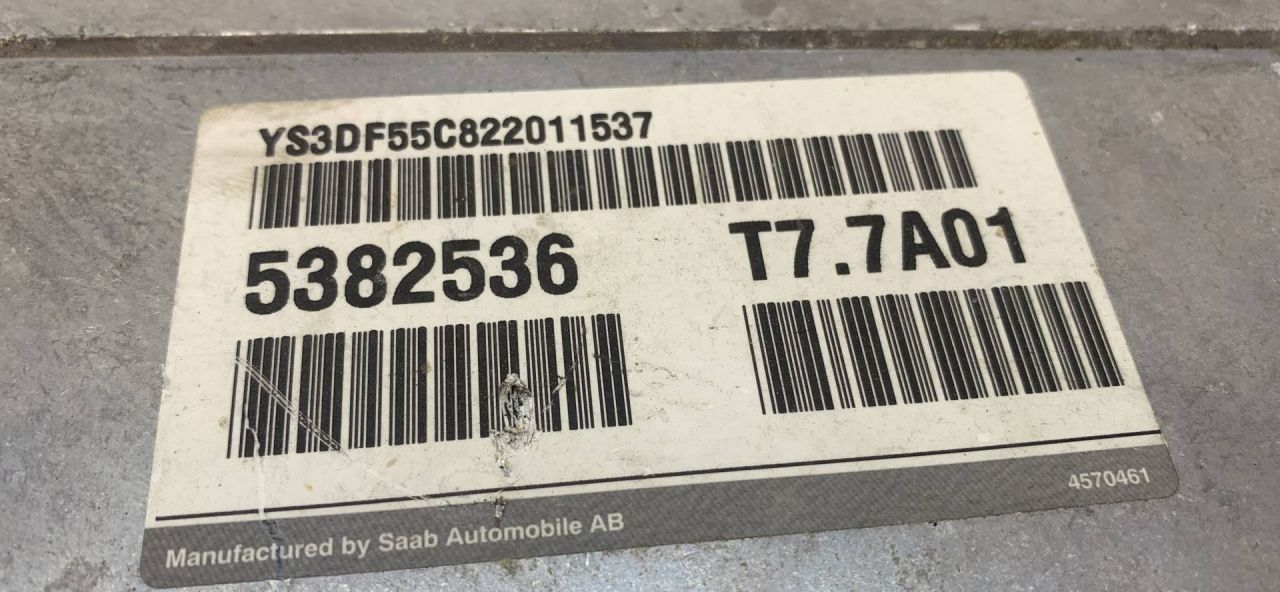 YS3DF55C822011537
5382536
T7.7A01
4570461
Manufactured by Saab Automobile AB